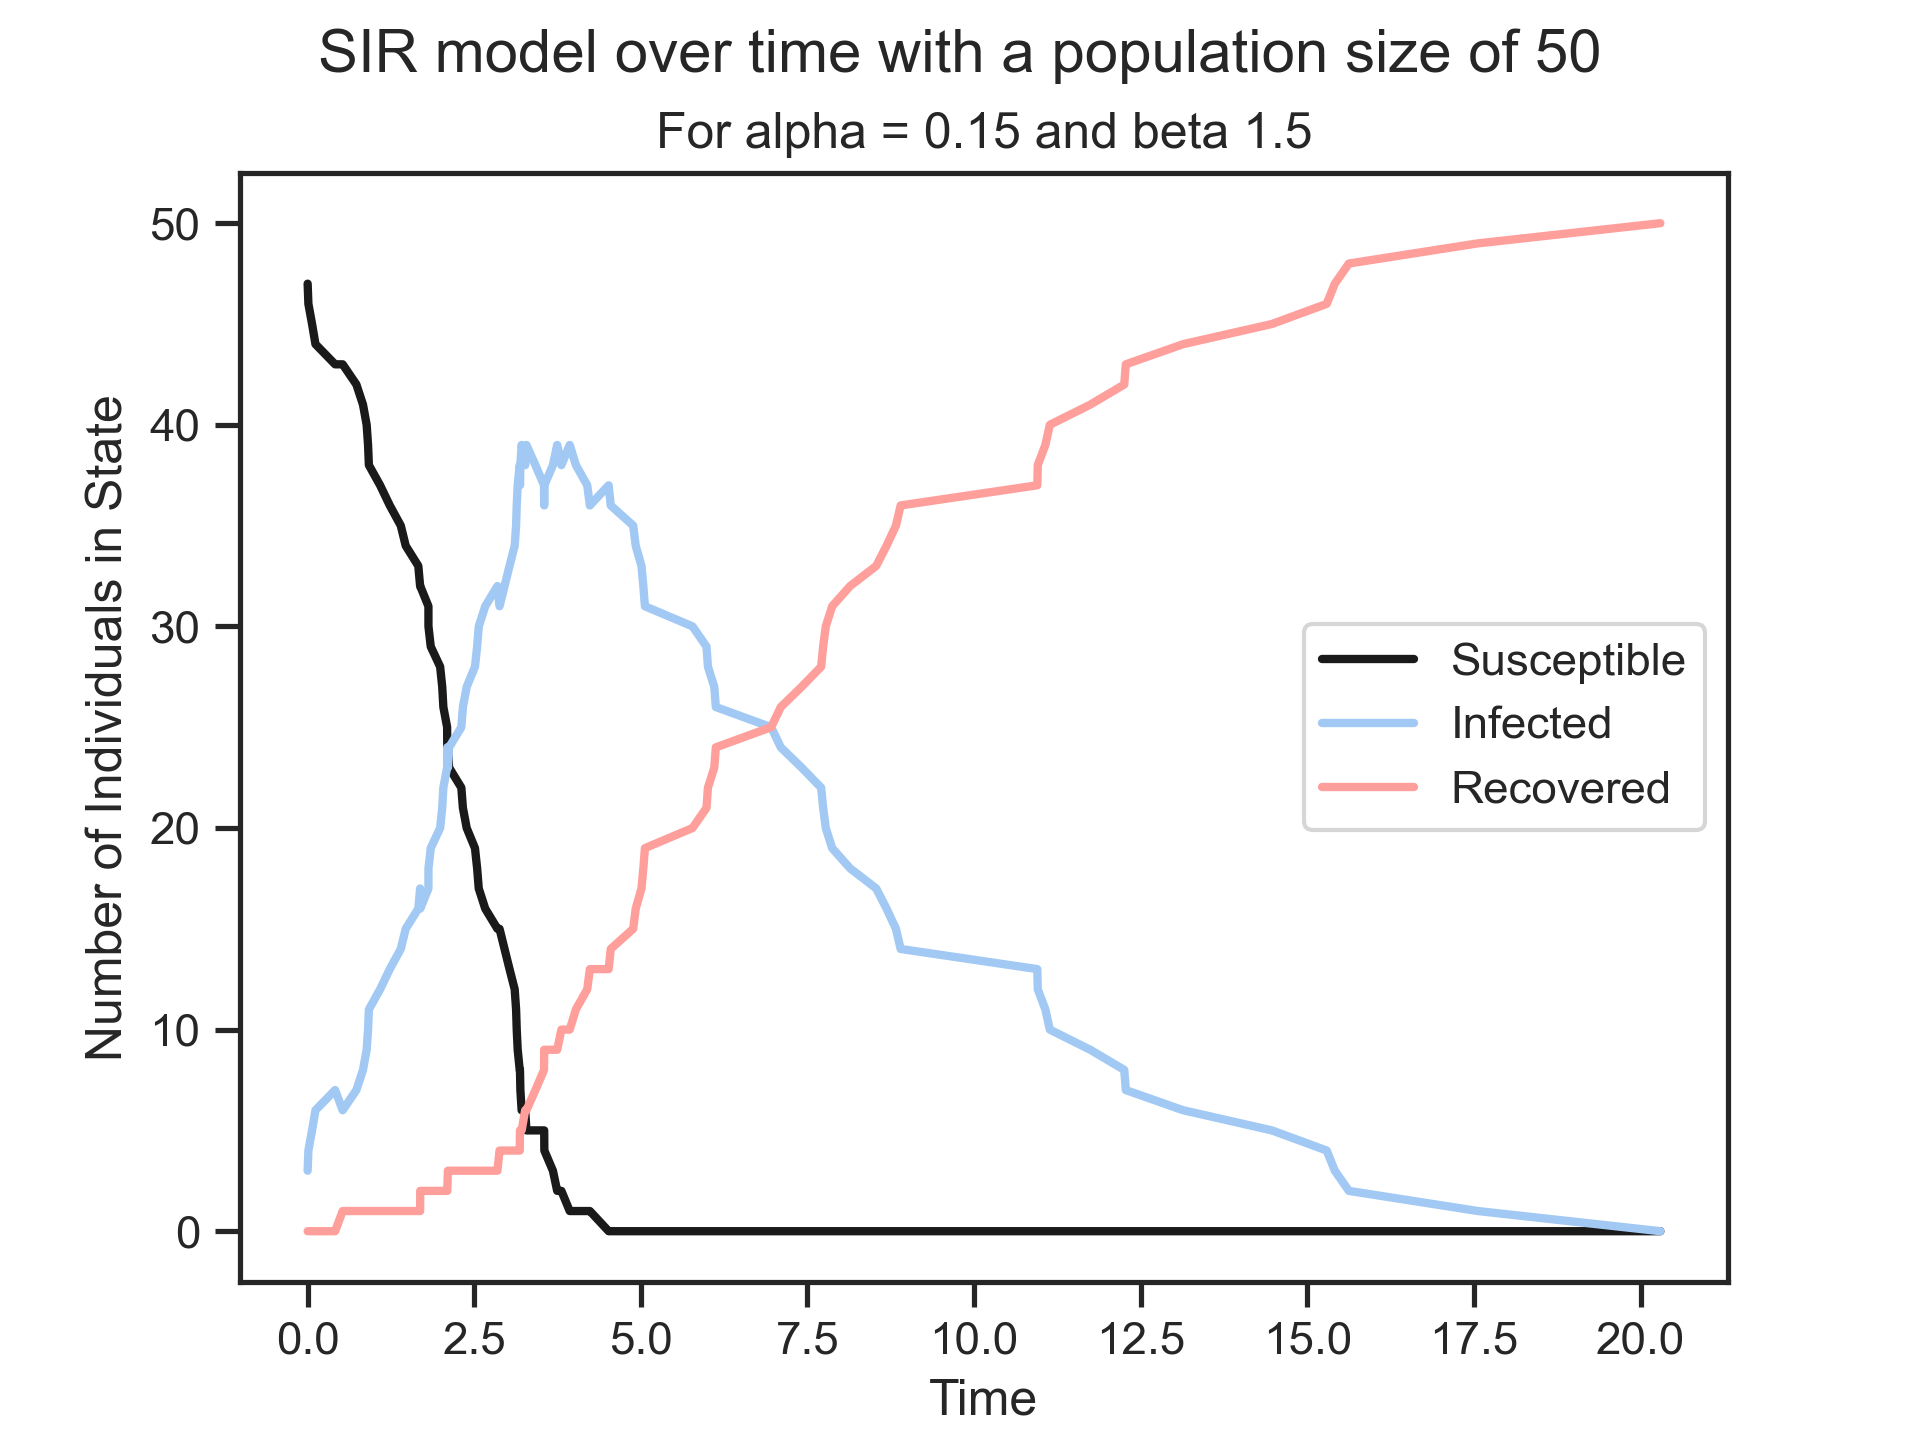 SIR model over time with a population size of 50
For alpha = 0.15 and beta 1.5
Number of Individuals in State
50
40
30
20
10
0
Susceptible
Infected
Recovered
0.0 2.5 5.0 7.5 10.0 12.5 15.0 17.5 20.0
Time